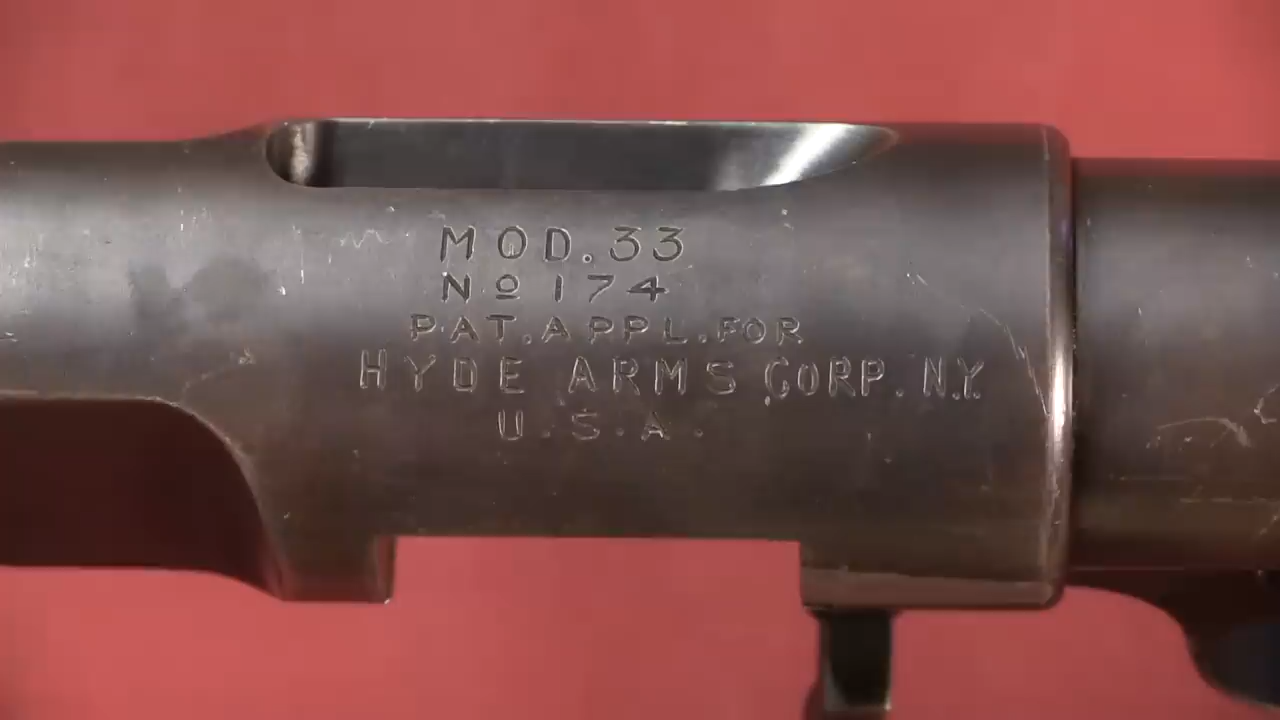 MOD.33
No 174
PAT.APPL.FOR
HYDE ARMS CORP. N.Y.
U.S.A.